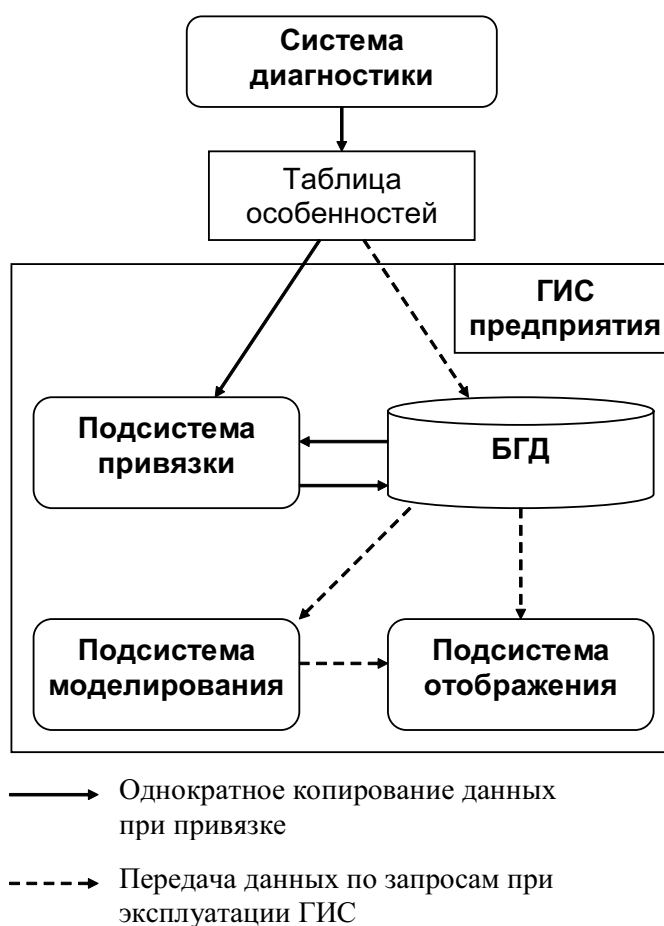 Система
диагностики
Таблица
особенностей
ГИС
предприятия
Подсистема
привязки
БГД
Подсистема
моделирования
Подсистема
отображения
Однократное копирование данных
при привязке
Передача данных по запросам при
эксплуатации ГИС